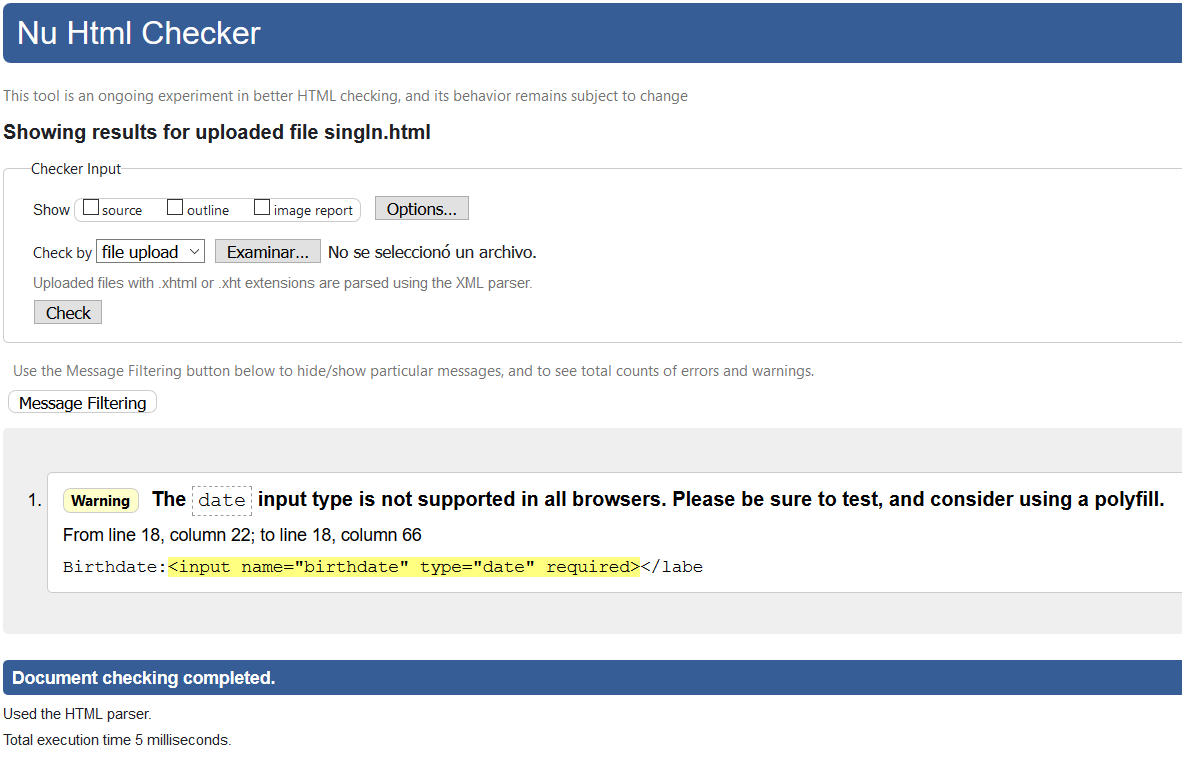 Nu Html Checker
This tool is an ongoing experiment in better HTML checking, and its behavior remains subject to change
Showing results for uploaded file singIn.html
Checker Input
Show source outline image report Options...
Check by file upload Examinar... No se seleccionó un archivo.
Uploaded files with .xhtml or .xht extensions are parsed using the XML parser.
Check
Use the Message Filtering button below to hide/show particular messages, and to see total counts of errors and warnings.
Message Filtering
1. Warning The date input type is not supported in all browsers. Please be sure to test, and consider using a polyfill.
From line 18, column 22; to line 18, column 66
Birthdate:<input name="birthdate" type="date" required></labe
Document checking completed.
Used the HTML parser.
Total execution time 5 milliseconds.